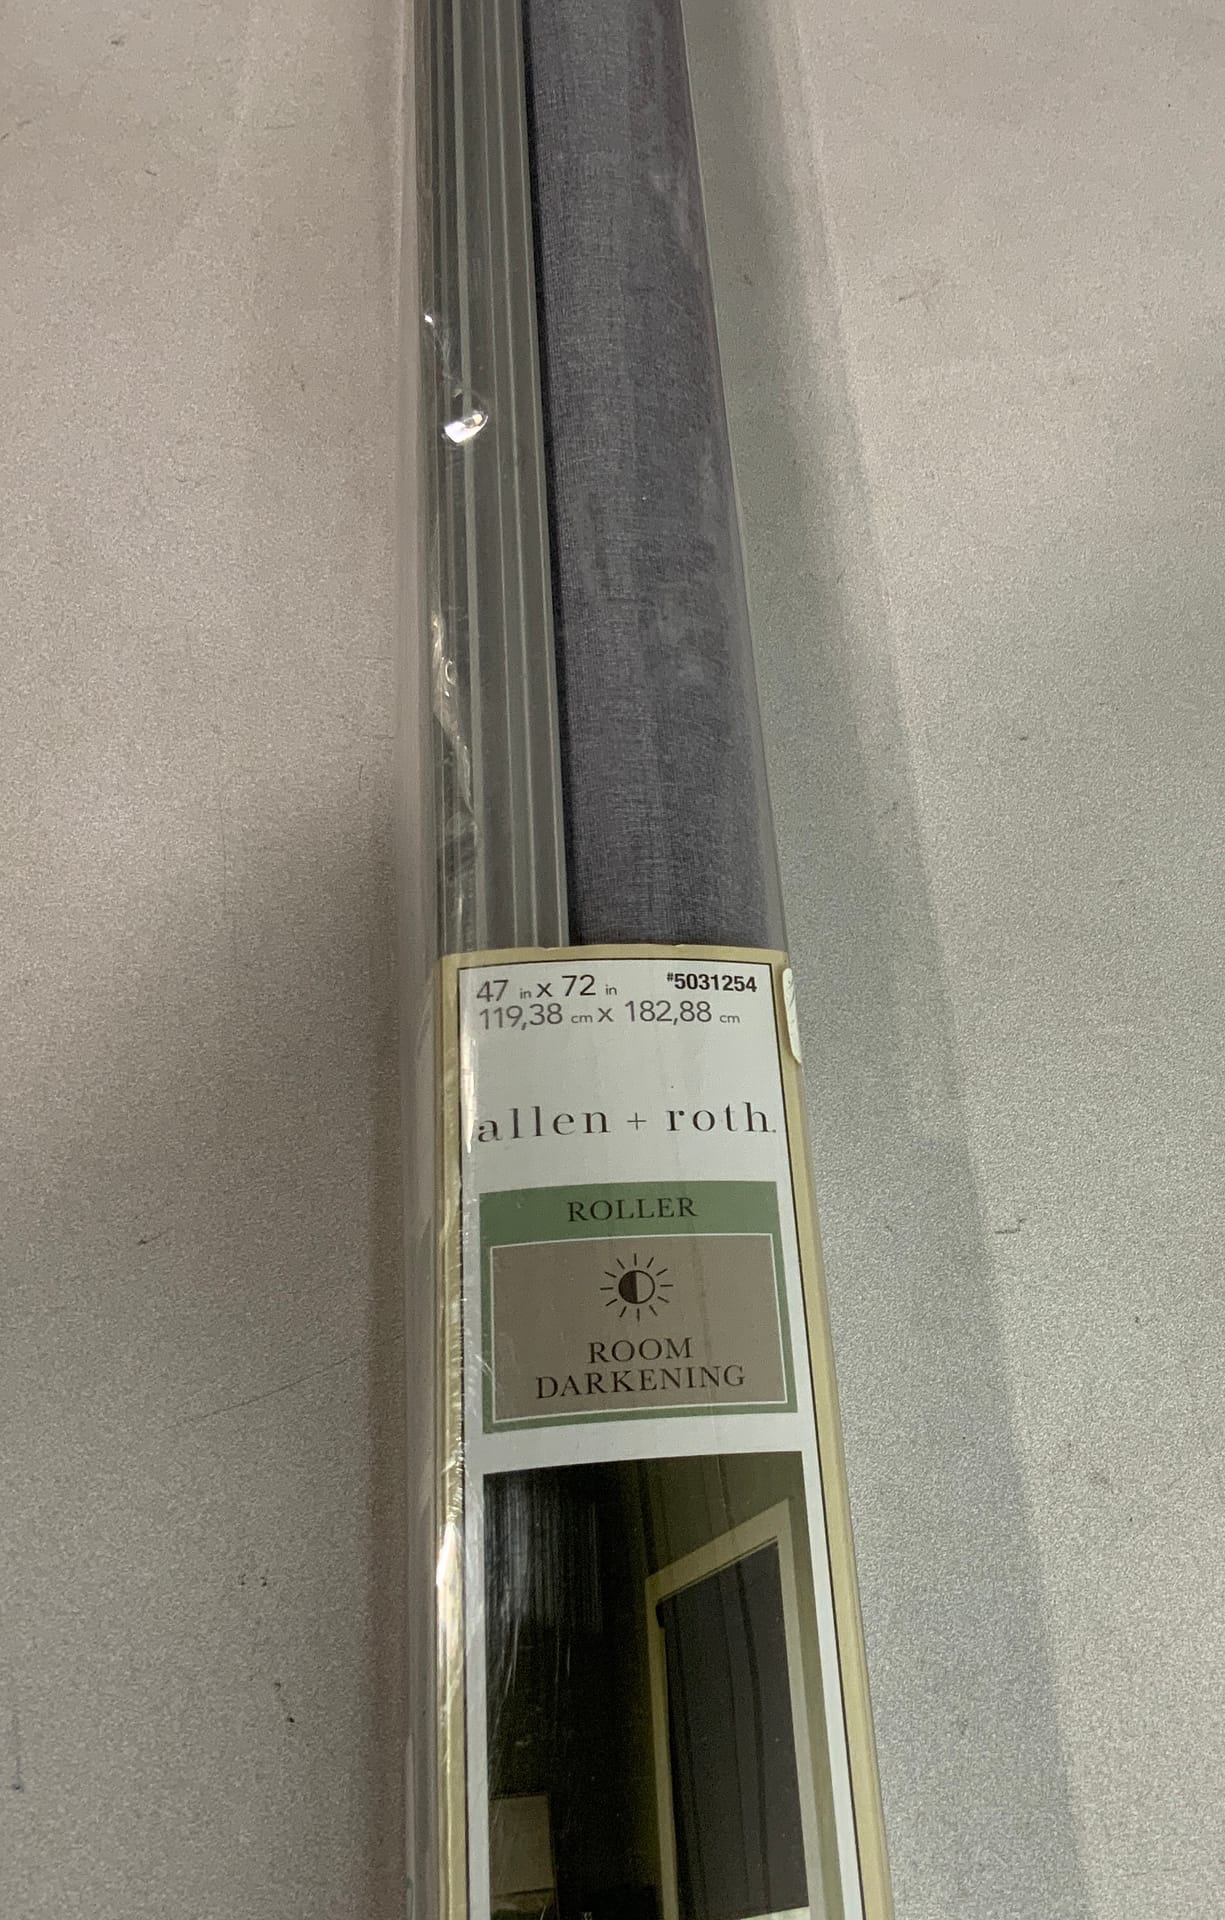 47 in x 72 in #5031254
119,38 cm x 182,88 cm
allen + roth.
ROLLER
ROOM
DARKENING